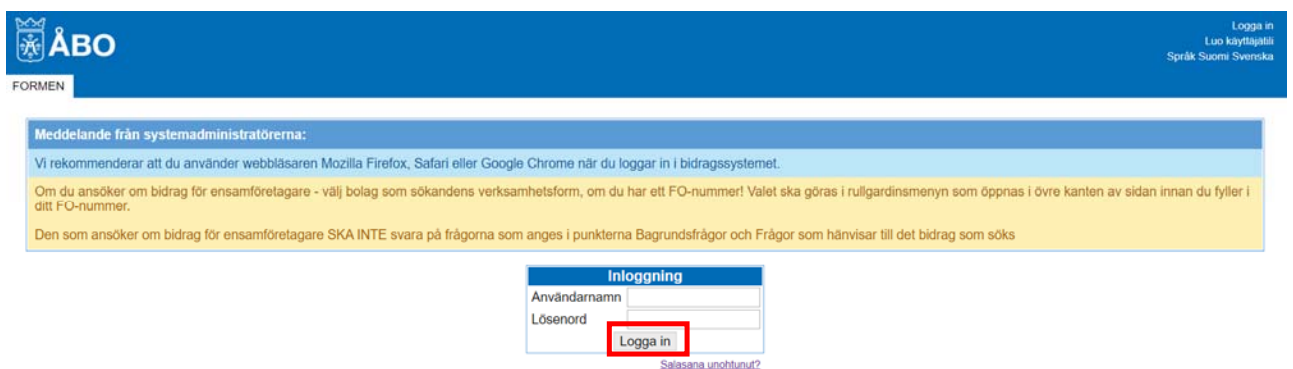 ÅBO
Logga in
Luo käyttäjätili
Språk Suomi Svenska
FORMEN
Meddelande från systemadministratörerna:
Vi rekommenderar att du använder webbläsaren Mozilla Firefox, Safari eller Google Chrome när du loggar in i bidragssystemet.
Om du ansöker om bidrag för ensamföretagare - välj bolag som sökandens verksamhetsform, om du har ett FO-nummer! Valet ska göras i rullgardinsmenyn som öppnas i övre kanten av sidan innan du fyller i
ditt FO-nummer.
Den som ansöker om bidrag för ensamföretagare SKA INTE svara på frågorna som anges i punkterna Bagrundsfrågor och Frågor som hänvisar till det bidrag som söks
Inloggning
Användarnamn
Lösenord
Logga in
Salasana unohtunut?